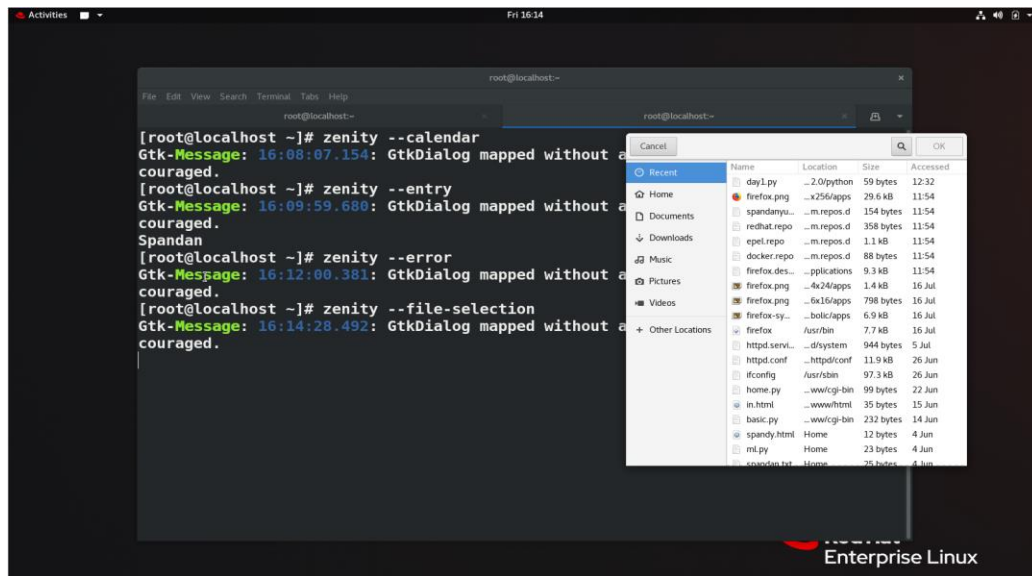 Activities
Fri 16:14
root@localhost:~
File Edit View Search Terminal Tabs Help
root@localhost:~
root@localhost:~
[root@localhost ~]# zenity --calendar
Gtk-Message: 16:08:07.154: GtkDialog mapped without a
couraged.
[root@localhost ~]# zenity --entry
Gtk-Message: 16:09:59.680: GtkDialog mapped without a
couraged.
Spandan
[root@localhost ~]# zenity --error
Gtk-Message: 16:12:00.381: GtkDialog mapped without a
couraged.
[root@localhost ~]# zenity --file-selection
Gtk-Message: 16:14:28.492: GtkDialog mapped without a
couraged.
Cancel
OK
Recent
Home
Documents
Downloads
Music
Pictures
Videos
+ Other Locations
Name Location Size Accessed
day1.py ...2.0/python 59 bytes 12:32
firefox.png ...x256/apps 29.6 kB 11:54
spandanyu... ...m.repos.d 154 bytes 11:54
redhat.repo ...m.repos.d 358 bytes 11:54
epel.repo ...m.repos.d 1.1 kB 11:54
docker.repo ...m.repos.d 88 bytes 11:54
firefox.des... ...pplications 9.3 kB 11:54
firefox.png ...4x24/apps 1.4 kB 16 Jul
firefox.png ...6x16/apps 798 bytes 16 Jul
firefox-sy... ...bolic/apps 6.9 kB 16 Jul
firefox /usr/bin 7.7 kB 16 Jul
httpd.servi... ...d/system 944 bytes 5 Jul
httpd.conf ...httpd/conf 11.9 kB 26 Jun
ifconfig /usr/sbin 97.3 kB 26 Jun
home.py ...ww/cgi-bin 99 bytes 22 Jun
in.html ...www/html 35 bytes 15 Jun
basic.py ...ww/cgi-bin 232 bytes 14 Jun
spandy.html Home 12 bytes 4 Jun
ml.py Home 23 bytes 4 Jun
spandan.txt Home 25 bytes 4 Jun
Enterprise Linux